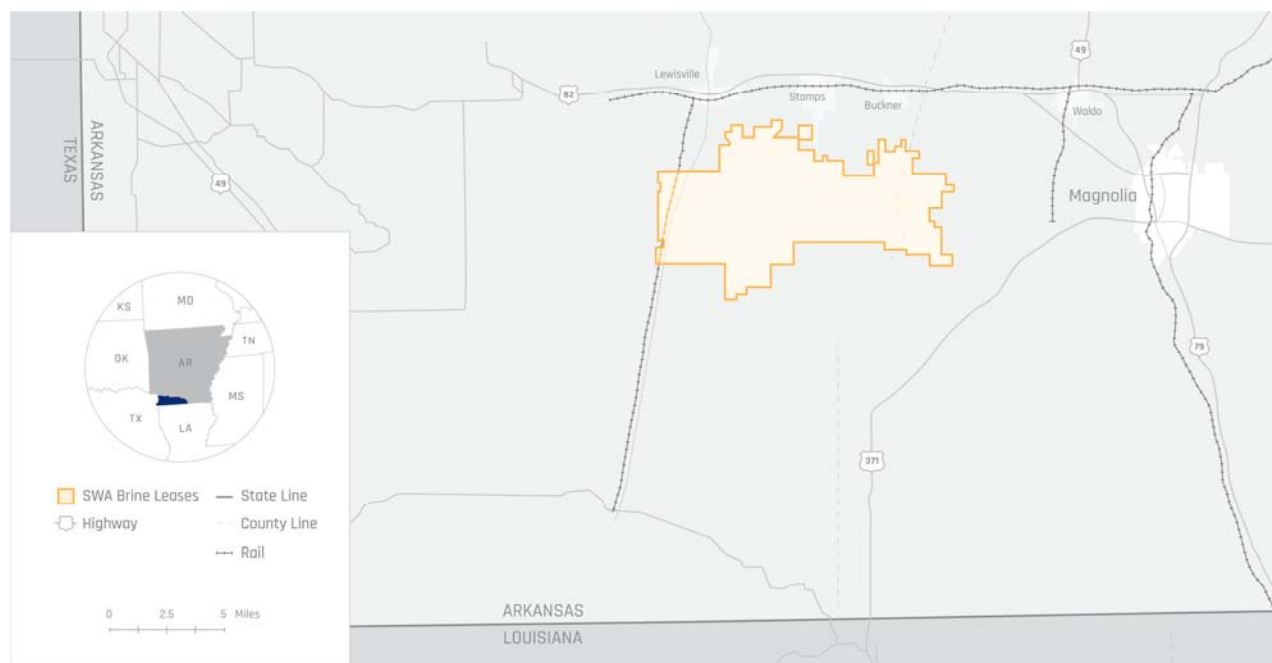 49
Lewisville
82
Stamps
Buckner
Waldo
TEXAS
ARKANSAS
49
Magnolia
KS
MO
OK
AR
TN
TX
LA
MS
79
371
SWA Brine Leases
State Line
Highway
County Line
Rail
0 2.5 5 Miles
ARKANSAS
LOUISIANA